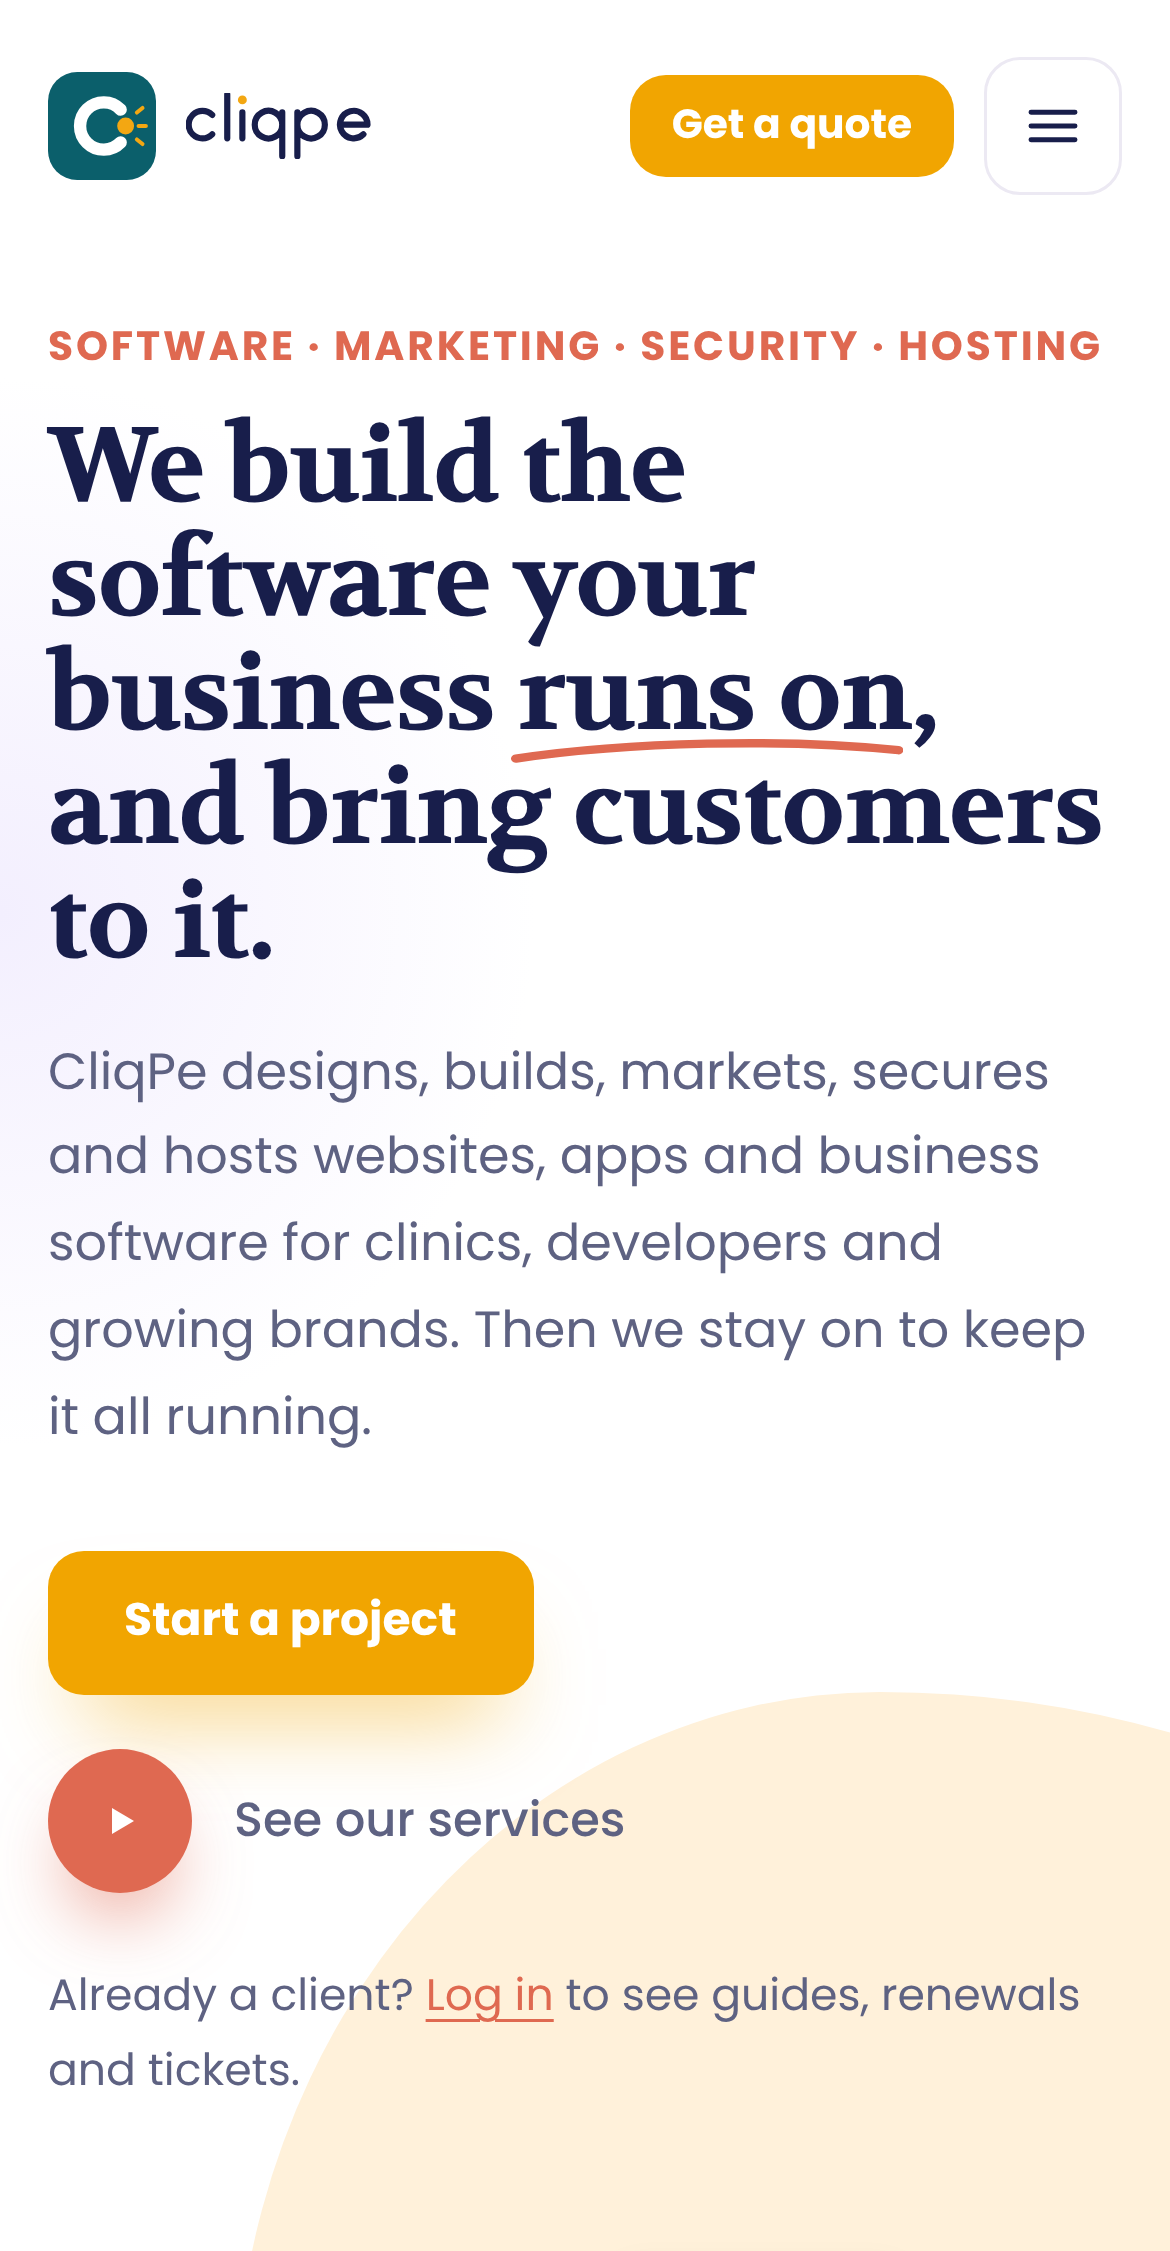 cliqpe
Get a quote
SOFTWARE · MARKETING · SECURITY · HOSTING
We build the
software your
business runs on,
and bring customers
to it.
CliqPe designs, builds, markets, secures
and hosts websites, apps and business
software for clinics, developers and
growing brands. Then we stay on to keep
it all running.
Start a project
See our services
Already a client? Log in to see guides, renewals
and tickets.